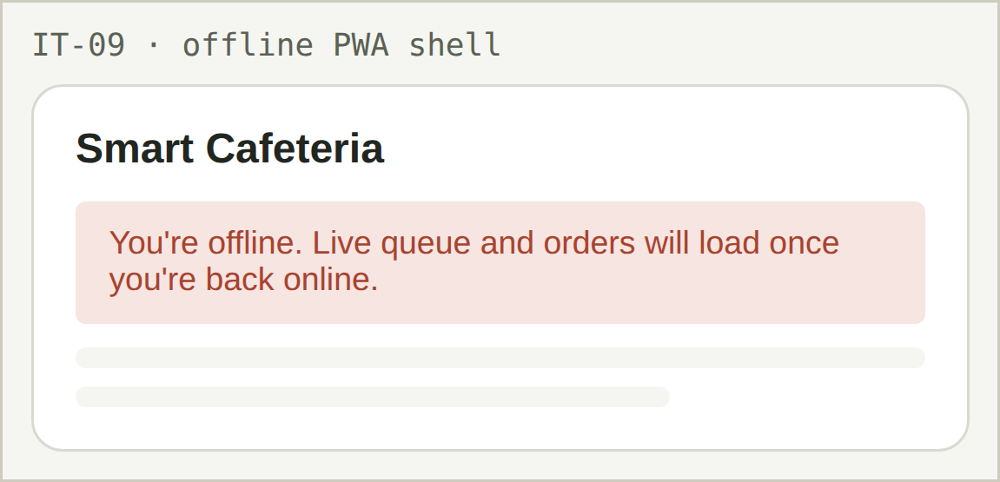 IT-09 · offline PWA shell
Smart Cafeteria
You're offline. Live queue and orders will load once
you're back online.